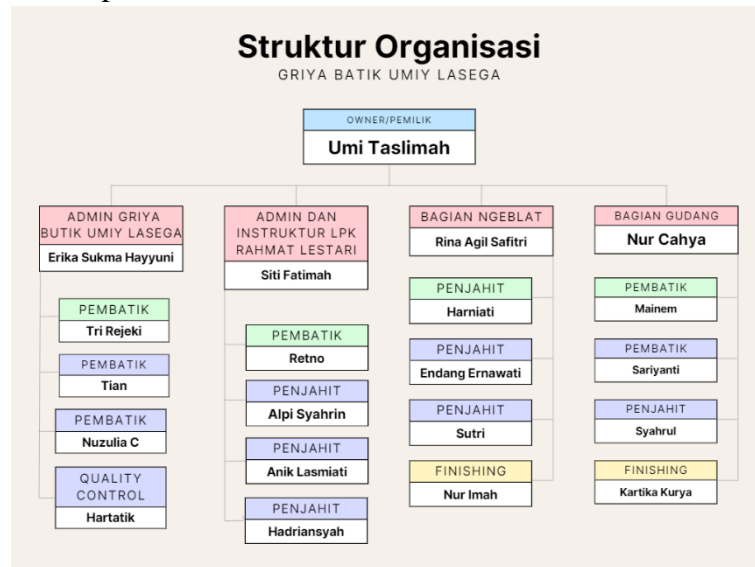 Struktur Organisasi
GRIYA BATIK UMIY LASEGA
OWNER/PEMILIK
Umi Taslimah
ADMIN GRIYA
BUTIK UMIY LASEGA
Erika Sukma Hayyuni
PEMBATIK
Tri Rejeki
PEMBATIK
Tian
PEMBATIK
Nuzulia C
QUALITY
CONTROL
Hartatik
ADMIN DAN
INSTRUKTUR LPK
RAHMAT LESTARI
Siti Fatimah
PEMBATIK
Retno
PENJAHIT
Alpi Syahrin
PENJAHIT
Anik Lasmiati
PENJAHIT
Hadriansyah
BAGIAN NGEBLAT
Rina Agil Safitri
PENJAHIT
Harniati
PENJAHIT
Endang Ernawati
PENJAHIT
Sutri
FINISHING
Nur Imah
BAGIAN GUDANG
Nur Cahya
PEMBATIK
Mainem
PEMBATIK
Sariyanti
PENJAHIT
Syahrul
FINISHING
Kartika Kurya